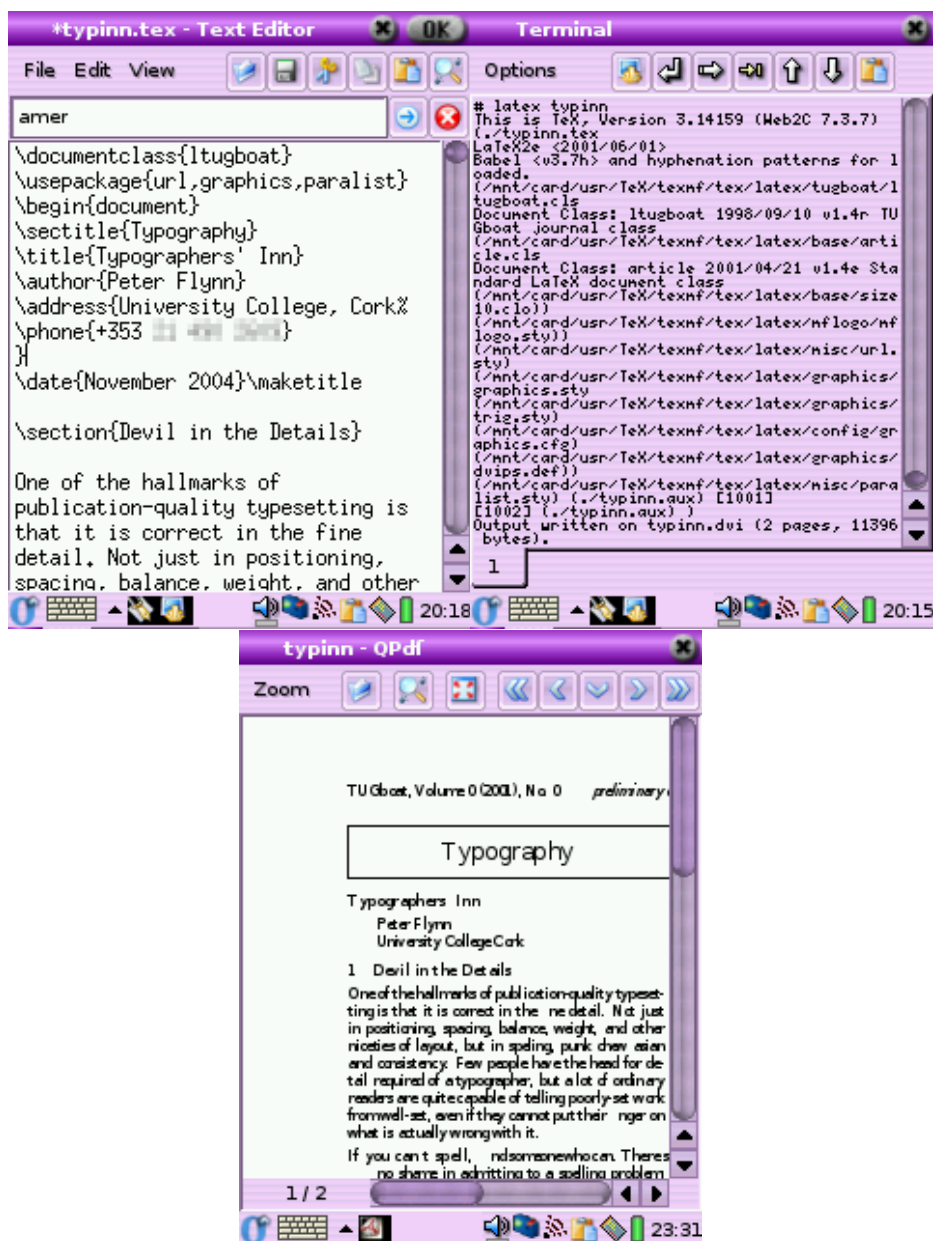 *typinn.tex - Text Editor OK
File Edit View
amer
\documentclass{ltugboat}
\usepackage{url,graphics,paralist}
\begin{document}
\sectitle{Typography}
\title{Typographers' Inn}
\author{Peter Flynn}
\address{University College, Cork%
\phone{+353 }
}
\date{November 2004}\maketitle
\section{Devil in the Details}
One of the hallmarks of
publication-quality typesetting is
that it is correct in the fine
detail. Not just in positioning,
spacing, balance, weight, and other
20:18
Terminal
Options
# latex typinn
This is TeX, Version 3.14159 (Web2C 7.3.7)
(./typinn.tex
LaTeX2e <2001/06/01>
Babel <v3.7h> and hyphenation patterns for l
oaded.
(/mnt/card/usr/TeX/texmf/tex/latex/tugboat/l
tugboat.cls
Document Class: ltugboat 1998/09/10 v1.4r TU
Gboat journal class
(/mnt/card/usr/TeX/texmf/tex/latex/base/arti
cle.cls
Document Class: article 2001/04/21 v1.4e Sta
ndard LaTeX document class
(/mnt/card/usr/TeX/texmf/tex/latex/base/size
10.clo))
(/mnt/card/usr/TeX/texmf/tex/latex/mflogo/mf
logo.sty))
(/mnt/card/usr/TeX/texmf/tex/latex/misc/url.
sty)
(/mnt/card/usr/TeX/texmf/tex/latex/graphics/
graphics.sty
(/mnt/card/usr/TeX/texmf/tex/latex/graphics/
trig.sty)
(/mnt/card/usr/TeX/texmf/tex/latex/config/gr
aphics.cfg)
(/mnt/card/usr/TeX/texmf/tex/latex/graphics/
dvips.def))
(/mnt/card/usr/TeX/texmf/tex/latex/misc/para
list.sty) (./typinn.aux) [1001]
[1002] (./typinn.aux) )
Output written on typinn.dvi (2 pages, 11396
bytes).
1
20:15
typinn - QPdf
Zoom
TUGboat, Volume 0 (2001), No. 0 preliminary
Typography
Typographers Inn
Peter Flynn
University College Cork
1 Devil in the Details
One of the hallmarks of publication-quality typeset-
ting is that it is correct in the ne detail. Not just
in positioning, spacing, balance, weight, and other
niceties of layout, but in spelling, punk chew asian
and consistency. Few people have the head for de-
tail required of a typographer, but a lot of ordinary
readers are quite capable of telling poorly-set work
from well-set, even if they cannot put their nger on
what is actually wrong with it.
If you can t spell, nd someone who can. Theres
no shame in admitting to a spelling problem
1 / 2
23:31